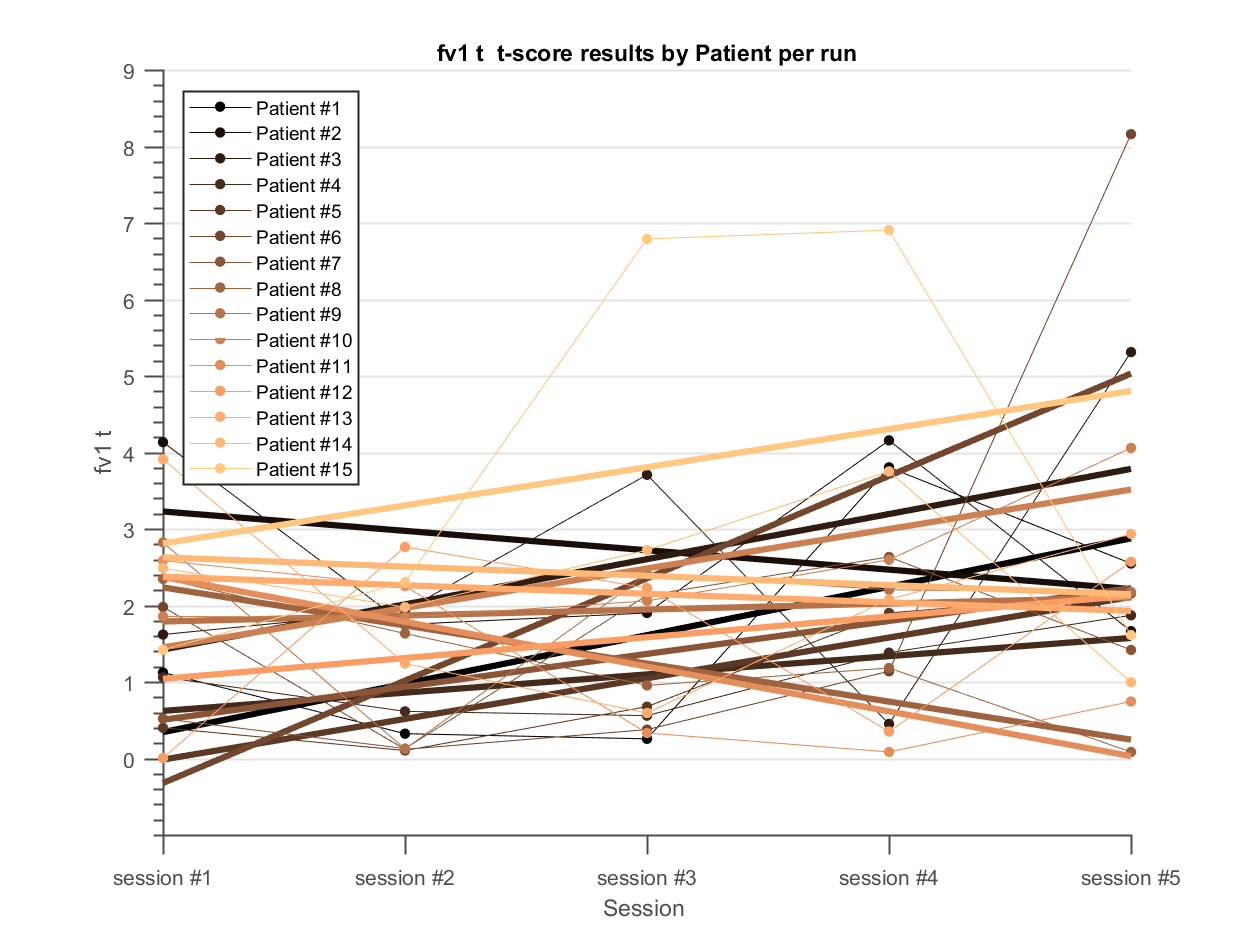 fv1 t  t-score results by Patient per run
9
8
7
6
5
4
3
2
1
0
fv1 t
Patient #1
Patient #2
Patient #3
Patient #4
Patient #5
Patient #6
Patient #7
Patient #8
Patient #9
Patient #10
Patient #11
Patient #12
Patient #13
Patient #14
Patient #15
session #1
session #2
session #3
session #4
session #5
Session